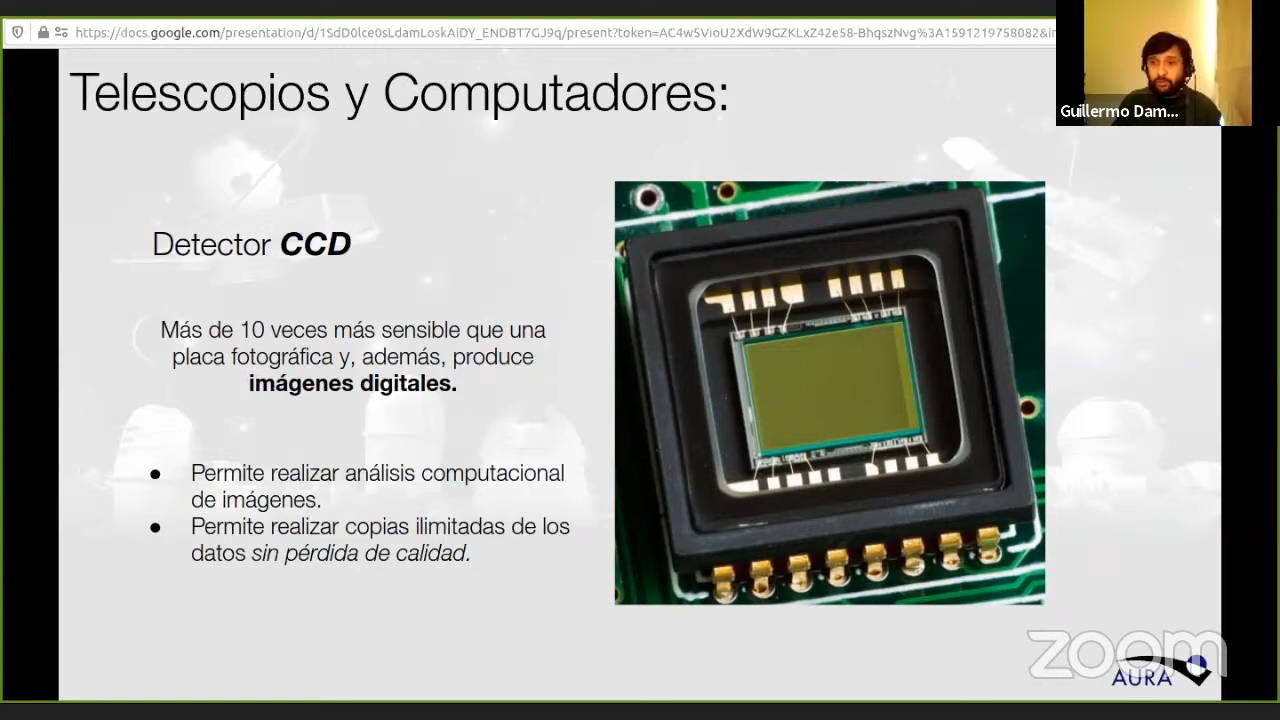 https://docs.google.com/presentation/d/1SdD0lce0sLdamLoskAiDY_ENDBT7GJ9q/present?token=AC4w5VioU2XdW9GZKLxZ42e58-BhqszNvg%3A1591219758082&i
Guillermo Dam...
Telescopios y Computadores:
Detector CCD
Más de 10 veces más sensible que una
placa fotográfica y, además, produce
imágenes digitales.
● Permite realizar análisis computacional
de imágenes.
● Permite realizar copias ilimitadas de los
datos sin pérdida de calidad.
zoom
AURA